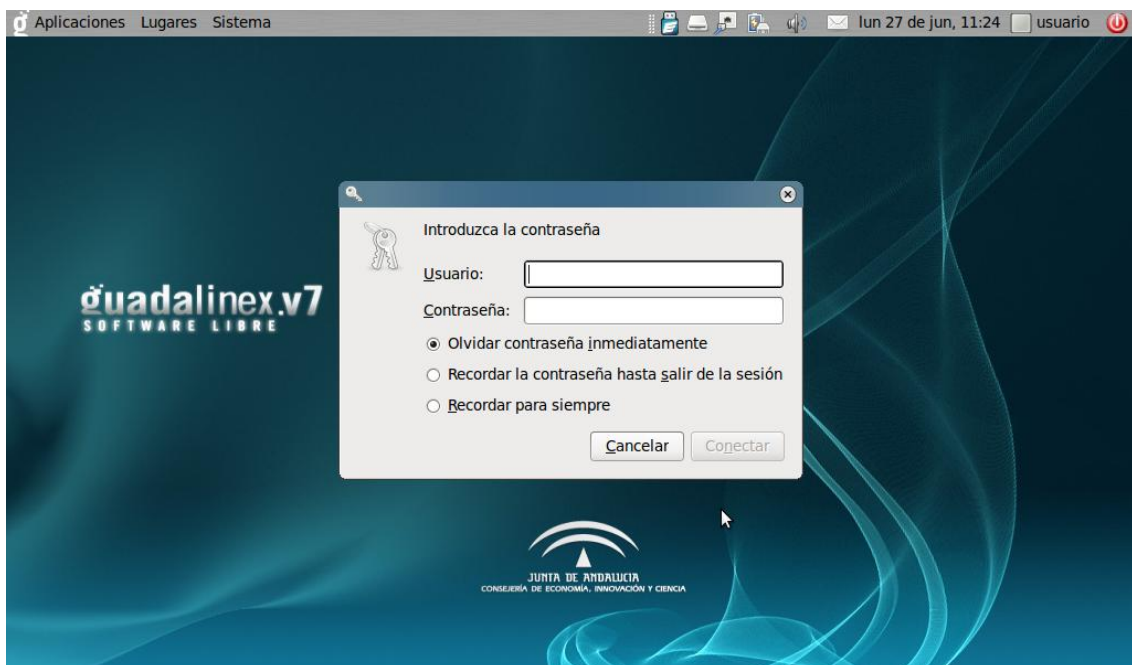 Aplicaciones Lugares Sistema
lun 27 de jun, 11:24 usuario
Introduzca la contraseña
Usuario:
Contraseña:
Olvidar contraseña inmediatamente
Recordar la contraseña hasta salir de la sesión
Recordar para siempre
Cancelar Conectar
guadalinex.v7
SOFTWARE LIBRE
JUNTA DE ANDALUCIA
CONSEJERÍA DE ECONOMÍA, INNOVACIÓN Y CIENCIA